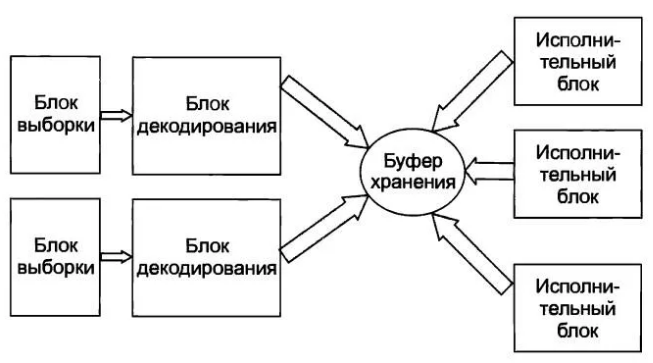 Блок
выборки
Блок
декодирования
Блок
выборки
Блок
декодирования
Буфер
хранения
Исполни-
тельный
блок
Исполни-
тельный
блок
Исполни-
тельный
блок